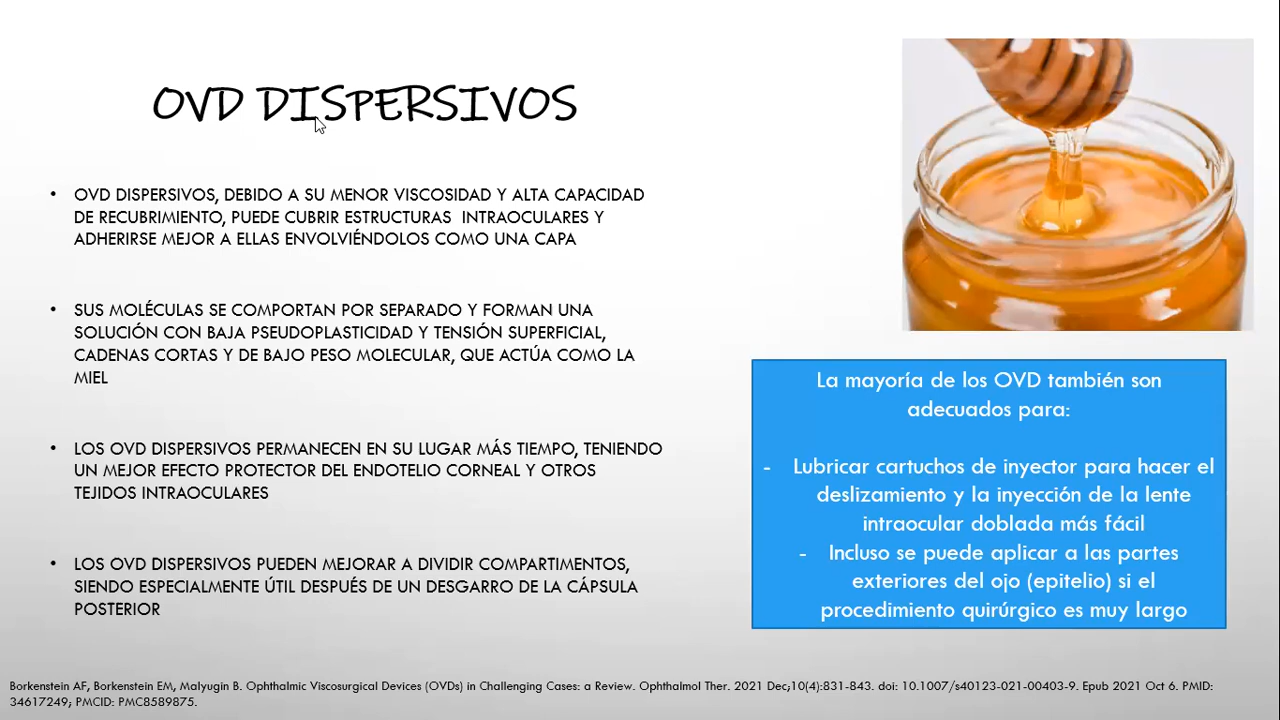 OVD DISPERSIVOS
• OVD DISPERSIVOS, DEBIDO A SU MENOR VISCOSIDAD Y ALTA CAPACIDAD
DE RECUBRIMIENTO, PUEDE CUBRIR ESTRUCTURAS INTRAOCULARES Y
ADHERIRSE MEJOR A ELLAS ENVOLVIÉNDOLOS COMO UNA CAPA
• SUS MOLÉCULAS SE COMPORTAN POR SEPARADO Y FORMAN UNA
SOLUCIÓN CON BAJA PSEUDOPLASTICIDAD Y TENSIÓN SUPERFICIAL,
CADENAS CORTAS Y DE BAJO PESO MOLECULAR, QUE ACTÚA COMO LA
MIEL
• LOS OVD DISPERSIVOS PERMANECEN EN SU LUGAR MÁS TIEMPO, TENIENDO
UN MEJOR EFECTO PROTECTOR DEL ENDOTELIO CORNEAL Y OTROS
TEJIDOS INTRAOCULARES
• LOS OVD DISPERSIVOS PUEDEN MEJORAR A DIVIDIR COMPARTIMENTOS,
SIENDO ESPECIALMENTE ÚTIL DESPUÉS DE UN DESGARRO DE LA CÁPSULA
POSTERIOR
La mayoría de los OVD también son
adecuados para:
- Lubricar cartuchos de inyector para hacer el
deslizamiento y la inyección de la lente
intraocular doblada más fácil
- Incluso se puede aplicar a las partes
exteriores del ojo (epitelio) si el
procedimiento quirúrgico es muy largo
Borkenstein AF, Borkenstein EM, Malyugin B. Ophthalmic Viscosurgical Devices (OVDs) in Challenging Cases: a Review. Ophthalmol Ther. 2021 Dec;10(4):831-843. doi: 10.1007/s40123-021-00403-9. Epub 2021 Oct 6. PMID:
34617249; PMCID: PMC8589875.